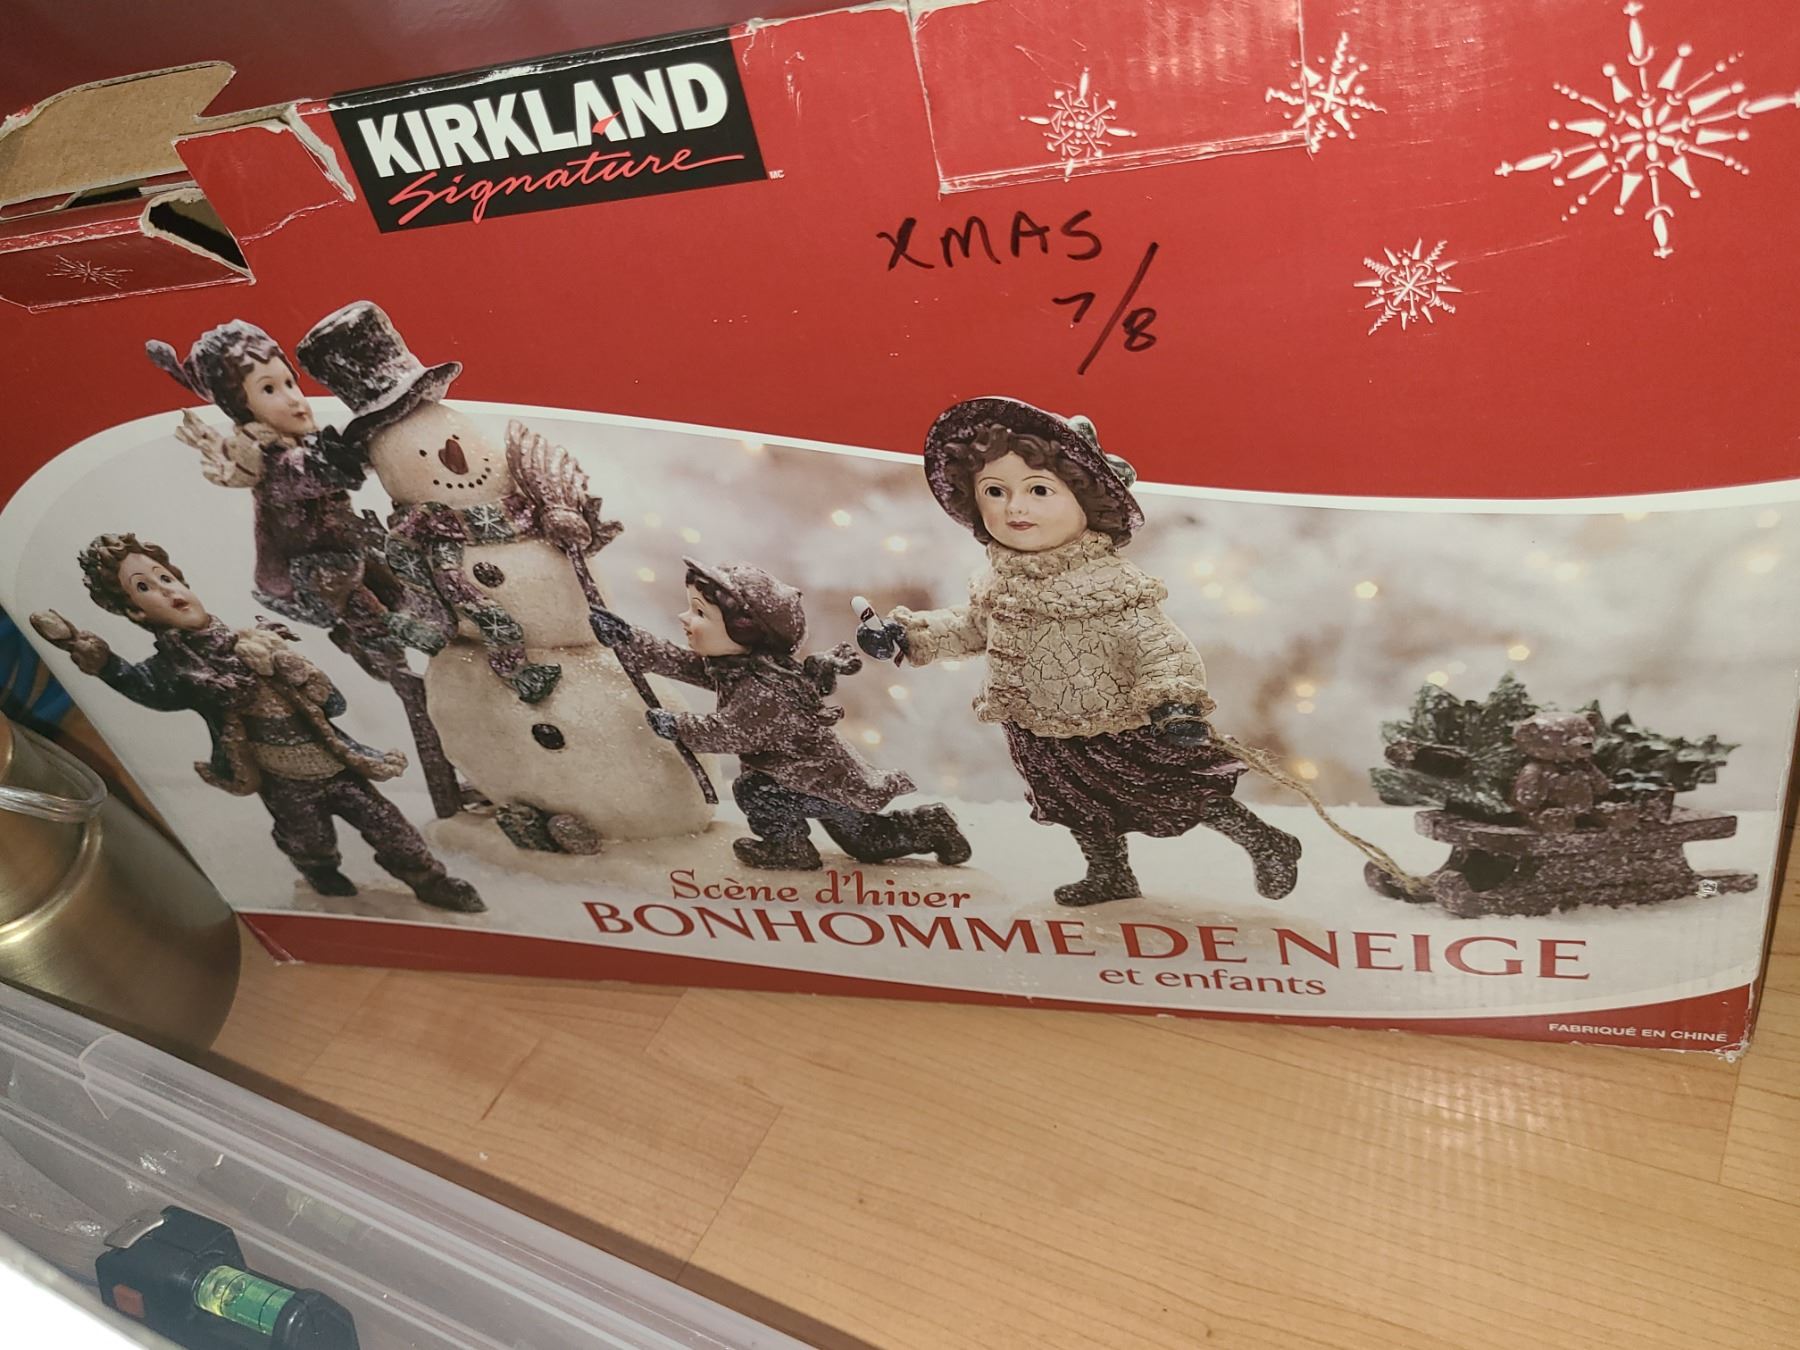 KIRKLAND
Signature
MC
XMAS
7/8
Scène d'hiver
BONHOMME DE NEIGE
et enfants
FABRIQUÉ EN CHINE